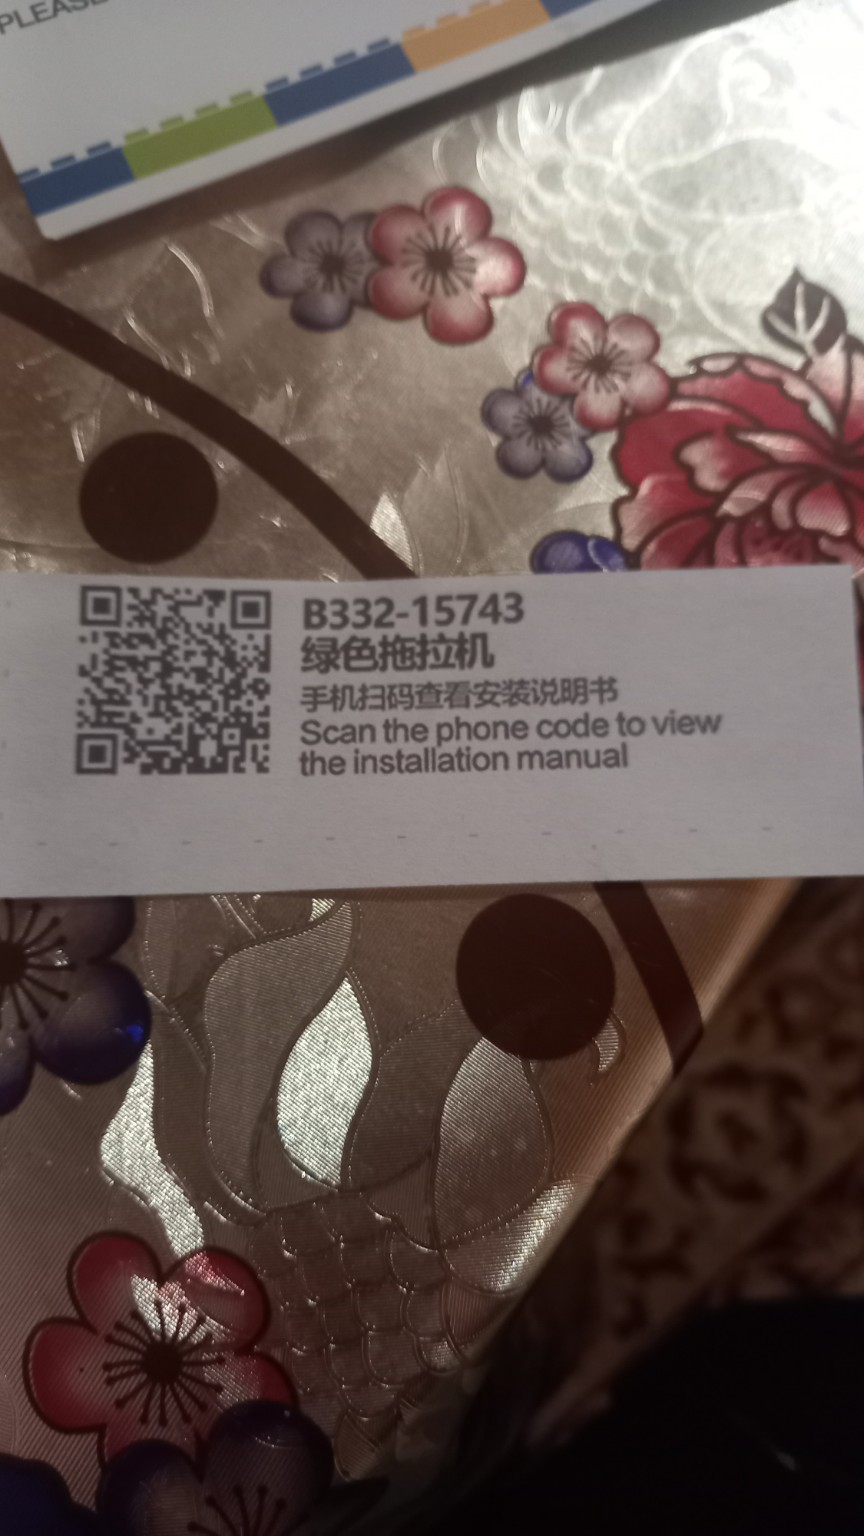 PLEASE
B332-15743
绿色拖拉机
手机扫码查看安装说明书
Scan the phone code to view
the installation manual